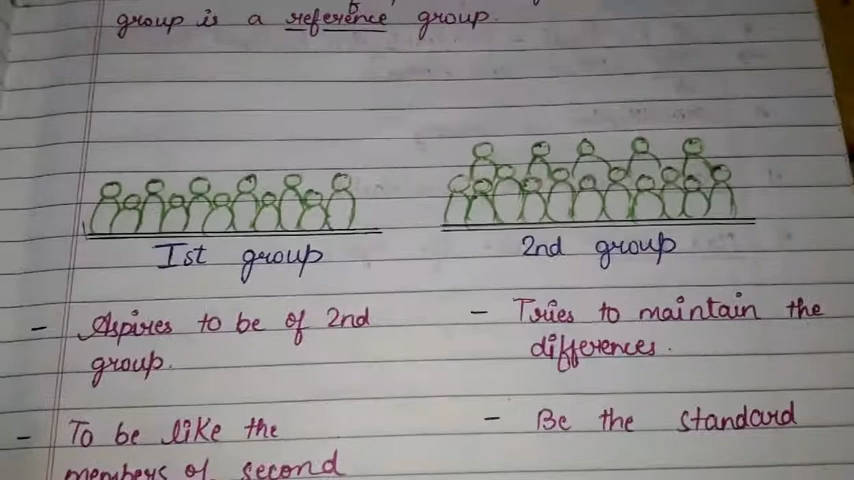 group is a reference group.
Ist group
2nd group
- Aspires to be of 2nd
group.
- Tries to maintain the
differences.
- To be like the
members of second
- Be the standard